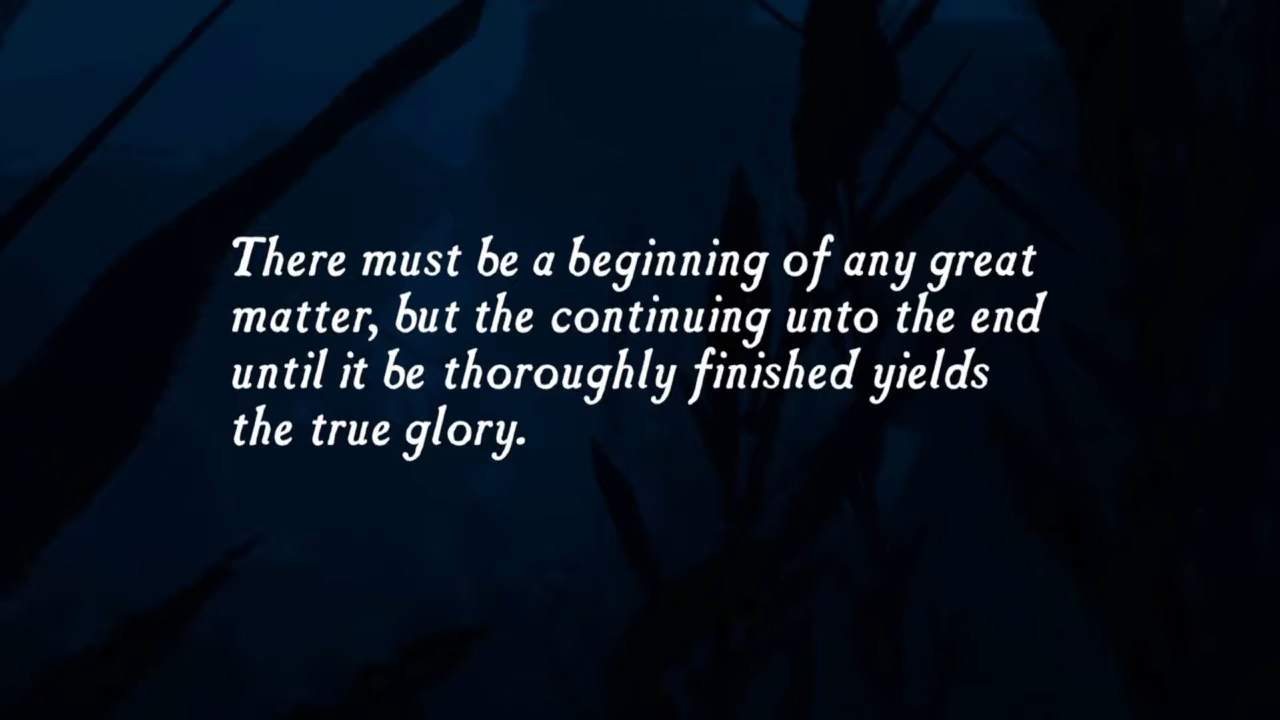 There must be a beginning of any great
matter, but the continuing unto the end
until it be thoroughly finished yields
the true glory.